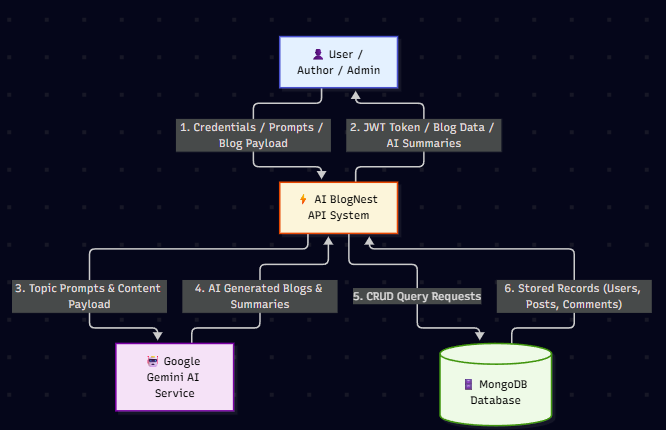 User /
Author / Admin
1. Credentials / Prompts /
Blog Payload
2. JWT Token / Blog Data /
AI Summaries
AI BlogNest
API System
3. Topic Prompts & Content
Payload
4. AI Generated Blogs &
Summaries
5. CRUD Query Requests
6. Stored Records (Users,
Posts, Comments)
Google
Gemini AI
Service
MongoDB
Database